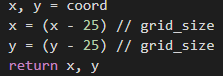 x, y = coord
x = (x - 25) // grid_size
y = (y - 25) // grid_size
return x, y